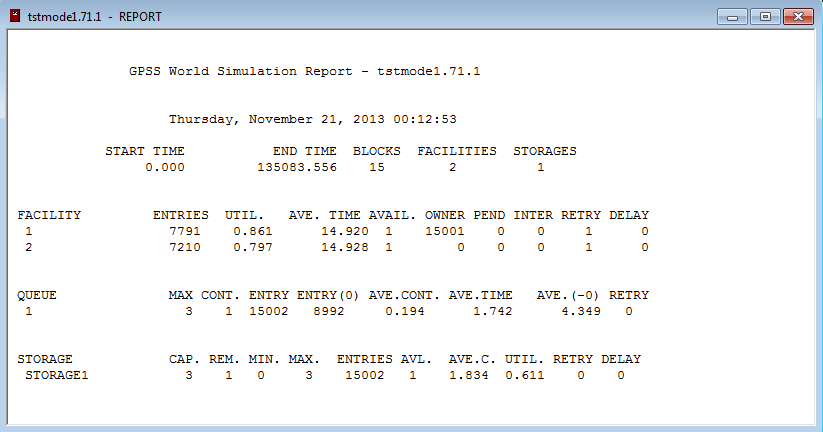 tstmode1.71.1 - REPORT
GPSS World Simulation Report - tstmode1.71.1
Thursday, November 21, 2013 00:12:53
START TIME END TIME BLOCKS FACILITIES STORAGES
0.000 135083.556 15 2 1
FACILITY ENTRIES UTIL. AVE. TIME AVAIL. OWNER PEND INTER RETRY DELAY
1 7791 0.861 14.920 1 15001 0 0 1 0
2 7210 0.797 14.928 1 0 0 0 1 0
QUEUE MAX CONT. ENTRY ENTRY(0) AVE.CONT. AVE.TIME AVE.(-0) RETRY
1 3 1 15002 8992 0.194 1.742 4.349 0
STORAGE CAP. REM. MIN. MAX. ENTRIES AVL. AVE.C. UTIL. RETRY DELAY
STORAGE1 3 1 0 3 15002 1 1.834 0.611 0 0